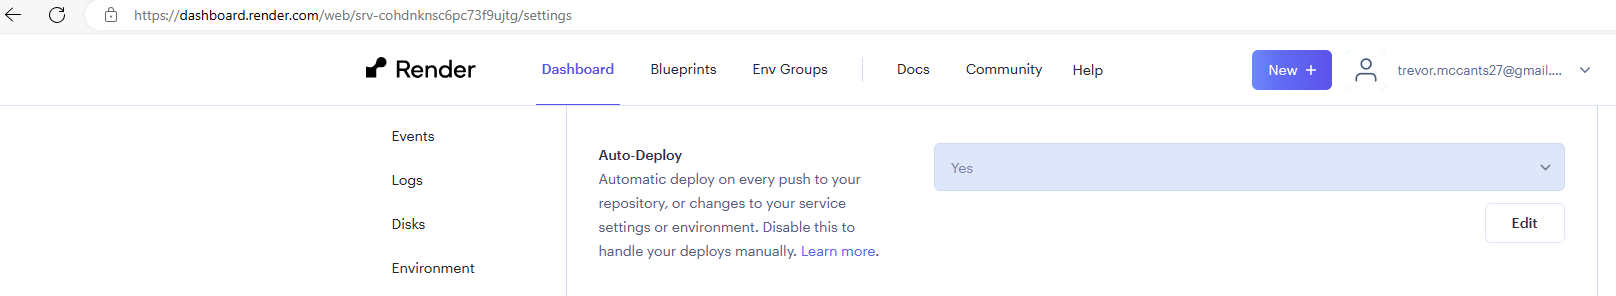 https://dashboard.render.com/web/srv-cohdnknsc6pc73f9ujtg/settings
Render Dashboard Blueprints Env Groups Docs Community Help New + trevor.mccants27@gmail....
Events
Logs
Disks
Environment
Auto-Deploy
Automatic deploy on every push to your
repository, or changes to your service
settings or environment. Disable this to
handle your deploys manually. Learn more.
Yes
Edit